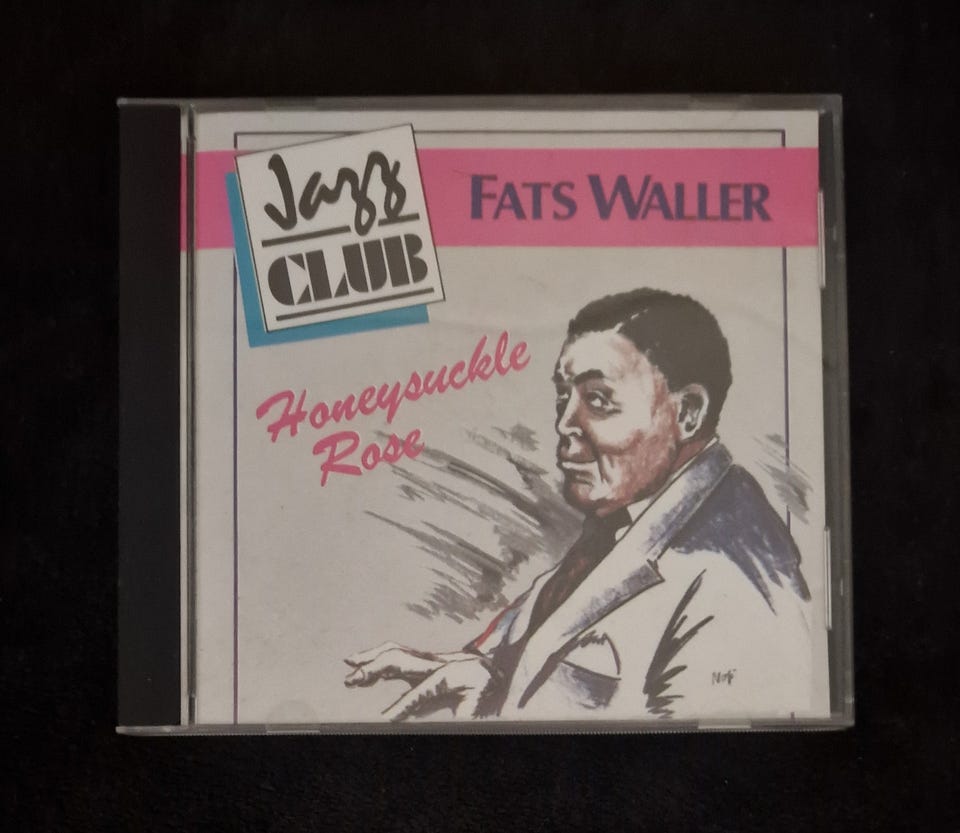 Jazz
CLUB
FATS WALLER
Honeysuckle
Rose